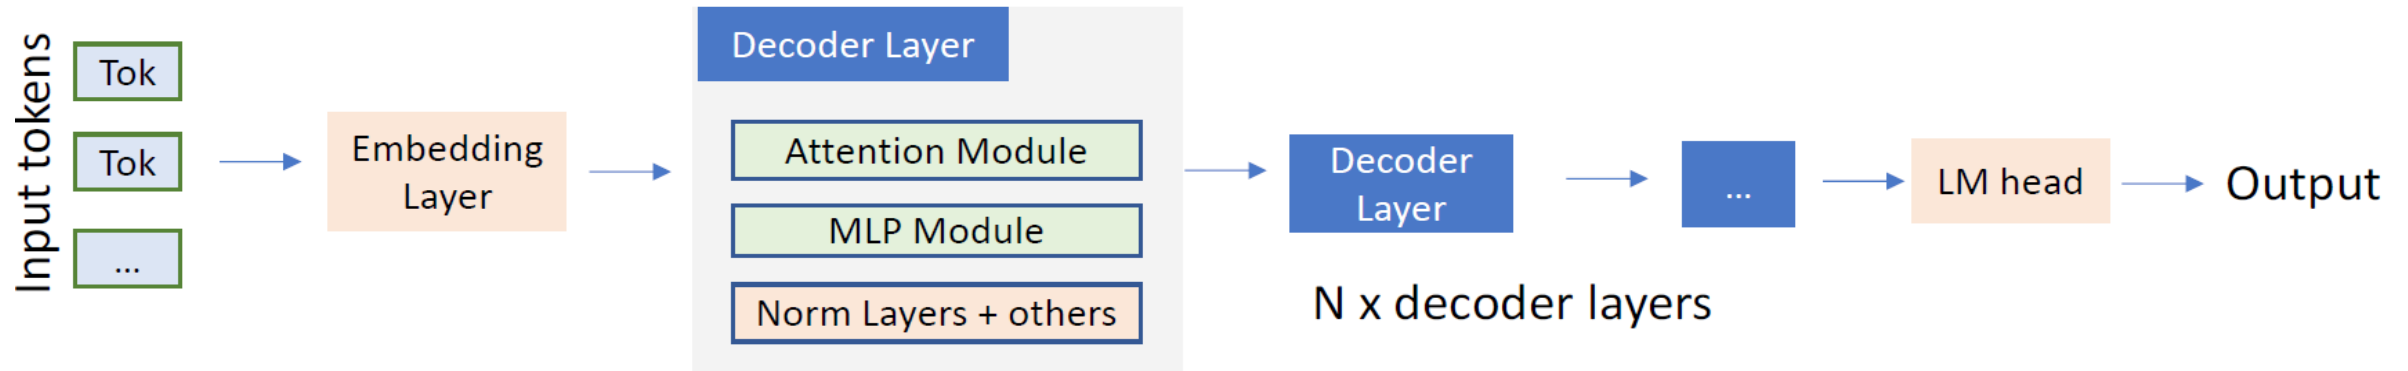 Input tokens
Tok
Tok
...
Embedding
Layer
Decoder Layer
Attention Module
MLP Module
Norm Layers + others
Decoder
Layer
...
N x decoder layers
LM head
Output